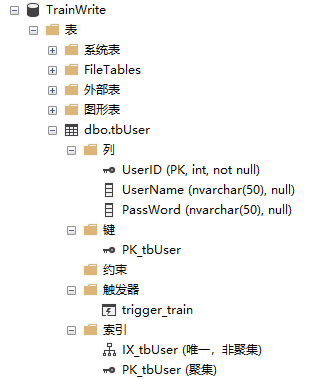 TrainWrite
表
系统表
FileTables
外部表
图形表
dbo.tbUser
列
UserID (PK, int, not null)
UserName (nvarchar(50), null)
PassWord (nvarchar(50), null)
键
PK_tbUser
约束
触发器
trigger_train
索引
IX_tbUser (唯一，非聚集)
PK_tbUser (聚集)